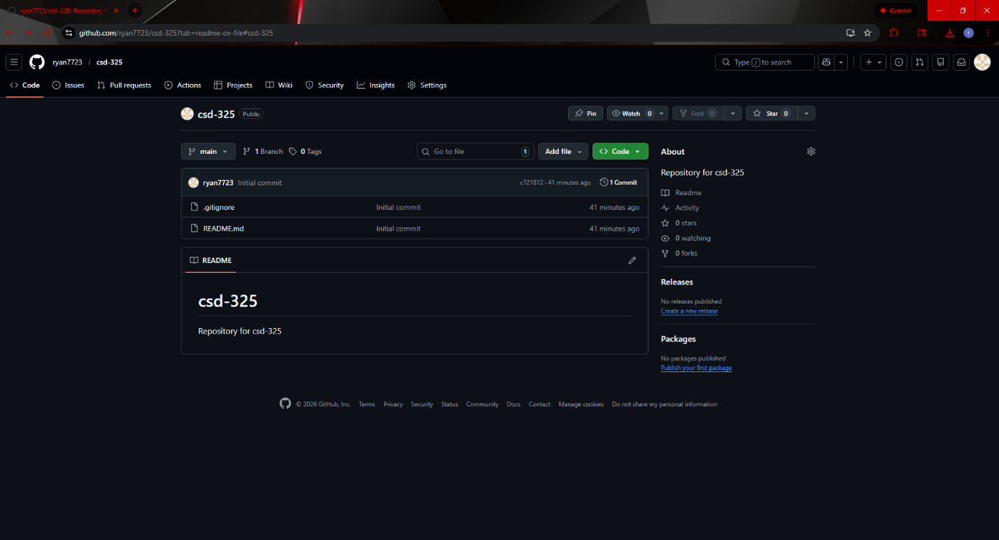 ryan7723/csd-325: Repository
Gemini
github.com/ryan7723/csd-325?tab=readme-ov-file#csd-325
r
ryan7723 / csd-325
Type / to search
Code Issues Pull requests Actions Projects Wiki Security Insights Settings
csd-325 Public
Pin Watch 0 Fork 0 Star 0
main 1 Branch 0 Tags Go to file t Add file Code
ryan7723 Initial commit c721812 · 41 minutes ago 1 Commit
.gitignore Initial commit 41 minutes ago
README.md Initial commit 41 minutes ago
README
csd-325
Repository for csd-325
About
Repository for csd-325
Readme
Activity
0 stars
0 watching
0 forks
Releases
No releases published
Create a new release
Packages
No packages published
Publish your first package
© 2026 GitHub, Inc. Terms Privacy Security Status Community Docs Contact Manage cookies Do not share my personal information